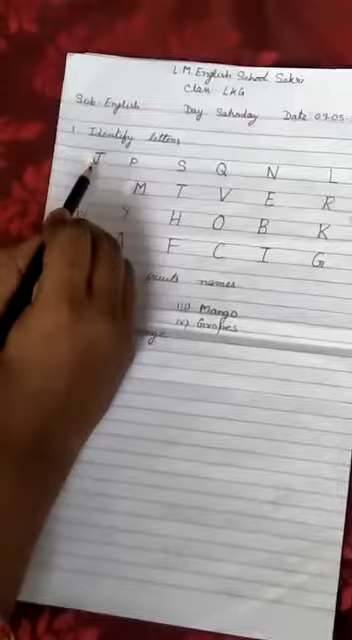 L.M. English School Sakri
Class LKG
Sub. English Day Saturday Date: 09-05-
1 Identify letters
J P S Q N L
M T V E R
Y H O B K
F C I G
fruits names
iii) Mango
iv) Grapes